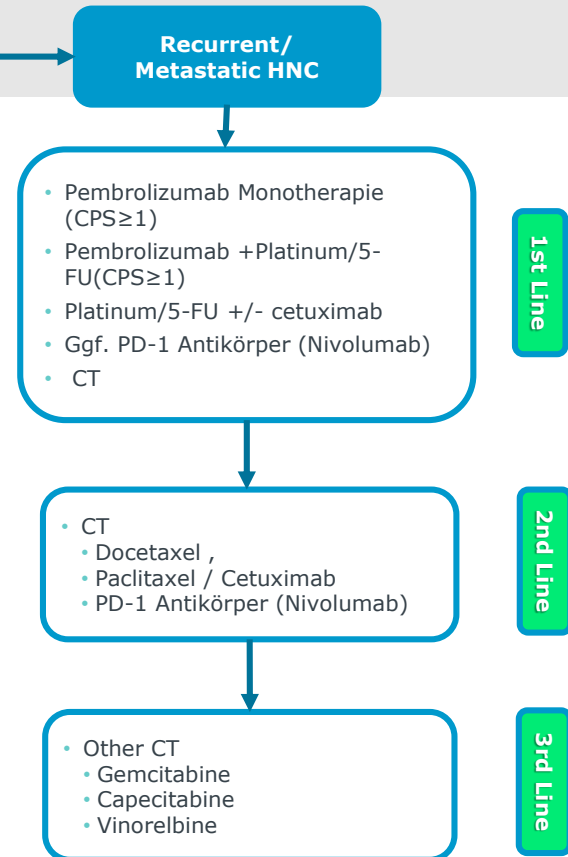 Recurrent/
Metastatic HNC
• Pembrolizumab Monotherapie
(CPS≥1)
• Pembrolizumab +Platinum/5-
FU(CPS≥1)
• Platinum/5-FU +/- cetuximab
• Ggf. PD-1 Antikörper (Nivolumab)
• CT
1st Line
• CT
• Docetaxel ,
• Paclitaxel / Cetuximab
• PD-1 Antikörper (Nivolumab)
2nd Line
• Other CT
• Gemcitabine
• Capecitabine
• Vinorelbine
3rd Line